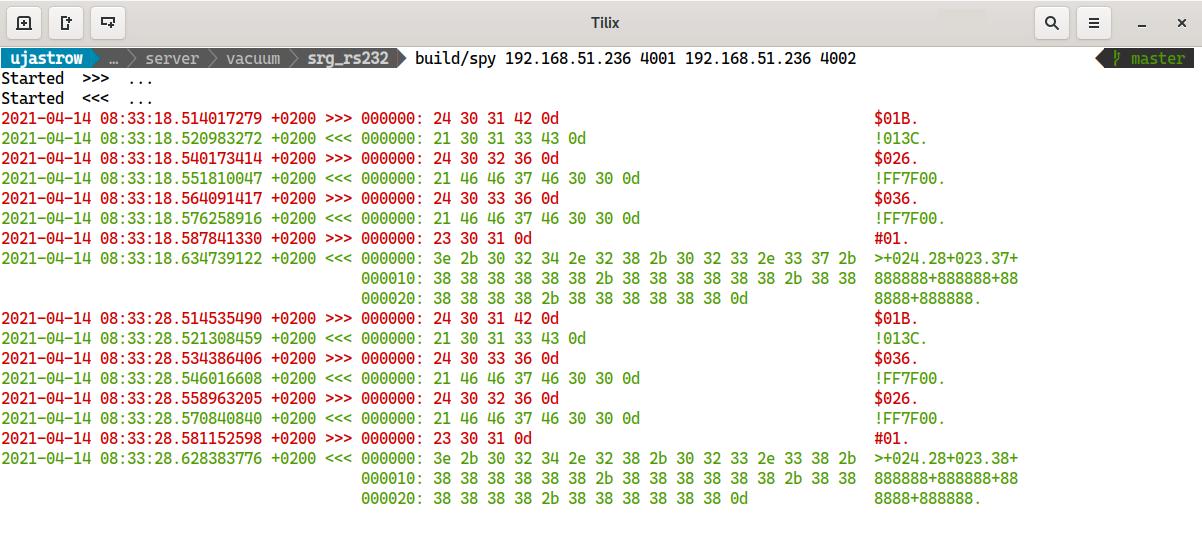 Tilix
ujastrow … server vacuum srg_rs232 build/spy 192.168.51.236 4001 192.168.51.236 4002 master
Started >>> ...
Started <<< ...
2021-04-14 08:33:18.514017279 +0200 >>> 000000: 24 30 31 42 0d $01B.
2021-04-14 08:33:18.520983272 +0200 <<< 000000: 21 30 31 33 43 0d !013C.
2021-04-14 08:33:18.540173414 +0200 >>> 000000: 24 30 32 36 0d $026.
2021-04-14 08:33:18.551810047 +0200 <<< 000000: 21 46 46 37 46 30 30 0d !FF7F00.
2021-04-14 08:33:18.564091417 +0200 >>> 000000: 24 30 33 36 0d $036.
2021-04-14 08:33:18.576258916 +0200 <<< 000000: 21 46 46 37 46 30 30 0d !FF7F00.
2021-04-14 08:33:18.587841330 +0200 >>> 000000: 23 30 31 0d #01.
2021-04-14 08:33:18.634739122 +0200 <<< 000000: 3e 2b 30 32 34 2e 32 38 2b 30 32 33 2e 33 37 2b >+024.28+023.37+
000010: 38 38 38 38 38 38 2b 38 38 38 38 38 38 2b 38 38 888888+888888+88
000020: 38 38 38 38 2b 38 38 38 38 38 38 0d 8888+888888.
2021-04-14 08:33:28.514535490 +0200 >>> 000000: 24 30 31 42 0d $01B.
2021-04-14 08:33:28.521308459 +0200 <<< 000000: 21 30 31 33 43 0d !013C.
2021-04-14 08:33:28.534386406 +0200 >>> 000000: 24 30 33 36 0d $036.
2021-04-14 08:33:28.546016608 +0200 <<< 000000: 21 46 46 37 46 30 30 0d !FF7F00.
2021-04-14 08:33:28.558963205 +0200 >>> 000000: 24 30 32 36 0d $026.
2021-04-14 08:33:28.570840840 +0200 <<< 000000: 21 46 46 37 46 30 30 0d !FF7F00.
2021-04-14 08:33:28.581152598 +0200 >>> 000000: 23 30 31 0d #01.
2021-04-14 08:33:28.628383776 +0200 <<< 000000: 3e 2b 30 32 34 2e 32 38 2b 30 32 33 2e 33 38 2b >+024.28+023.38+
000010: 38 38 38 38 38 38 2b 38 38 38 38 38 38 2b 38 38 888888+888888+88
000020: 38 38 38 38 2b 38 38 38 38 38 38 0d 8888+888888.